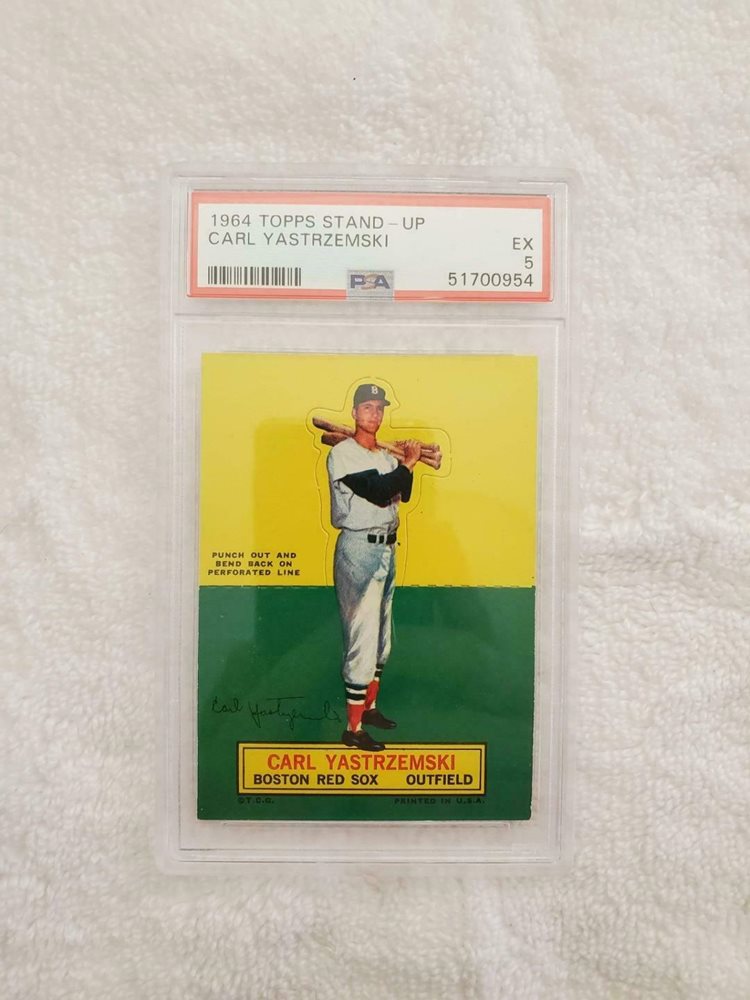 1964 TOPPS STAND-UP
CARL YASTRZEMSKI
EX
5
51700954
PSA
B
PUNCH OUT AND
BEND BACK ON
PERFORATED LINE
Carl Yastrzemski
CARL YASTRZEMSKI
BOSTON RED SOX OUTFIELD
©T.C.G. PRINTED IN U.S.A.